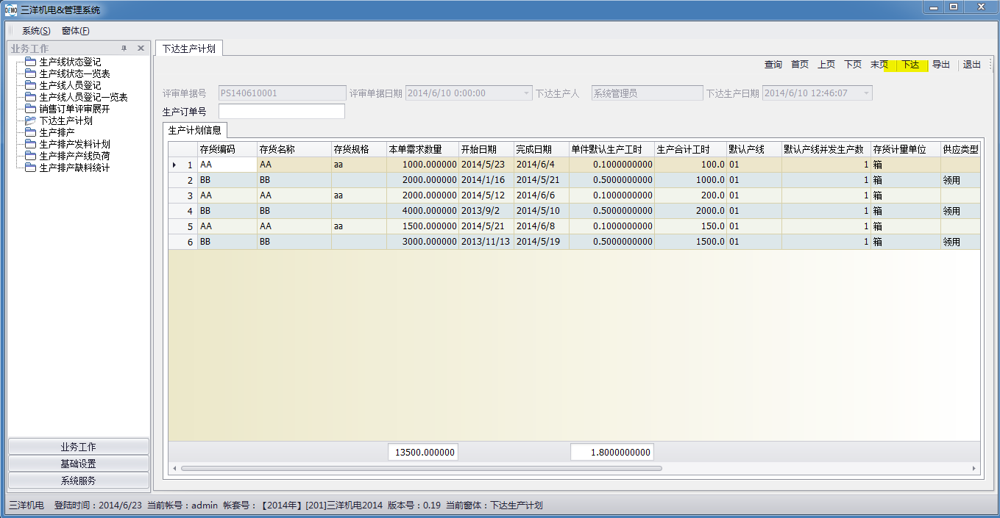 DEMO 三洋机电&管理系统
系统(S) 窗体(F)
业务工作
生产线状态登记
生产线状态一览表
生产线人员登记
生产线人员登记一览表
销售订单评审展开
下达生产计划
生产排产
生产排产发料计划
生产排产产线负荷
生产排产缺料统计
业务工作
基础设置
系统服务
下达生产计划
查询 首页 上页 下页 末页 下达 导出 退出
评审单据号 PS140610001 评审单据日期 2014/6/10 0:00:00 下达生产人 系统管理员 下达生产日期 2014/6/10 12:46:07
生产订单号
生产计划信息
存货编码 存货名称 存货规格 本单需求数量 开始日期 完成日期 单件默认生产工时 生产合计工时 默认产线 默认产线并发生产数 存货计量单位 供应类型
1 AA AA aa 1000.000000 2014/5/23 2014/6/4 0.1000000000 100.0 01 1 箱
2 BB BB 2000.000000 2014/1/16 2014/5/21 0.5000000000 1000.0 01 1 箱 领用
3 AA AA aa 2000.000000 2014/5/12 2014/6/6 0.1000000000 200.0 01 1 箱
4 BB BB 4000.000000 2013/9/2 2014/5/10 0.5000000000 2000.0 01 1 箱 领用
5 AA AA aa 1500.000000 2014/5/21 2014/6/8 0.1000000000 150.0 01 1 箱
6 BB BB 3000.000000 2013/11/13 2014/5/19 0.5000000000 1500.0 01 1 箱 领用
13500.000000 1.8000000000
三洋机电 登陆时间：2014/6/23 当前帐号：admin 帐套号：【2014年】[201]三洋机电2014 版本号：0.19 当前窗体：下达生产计划